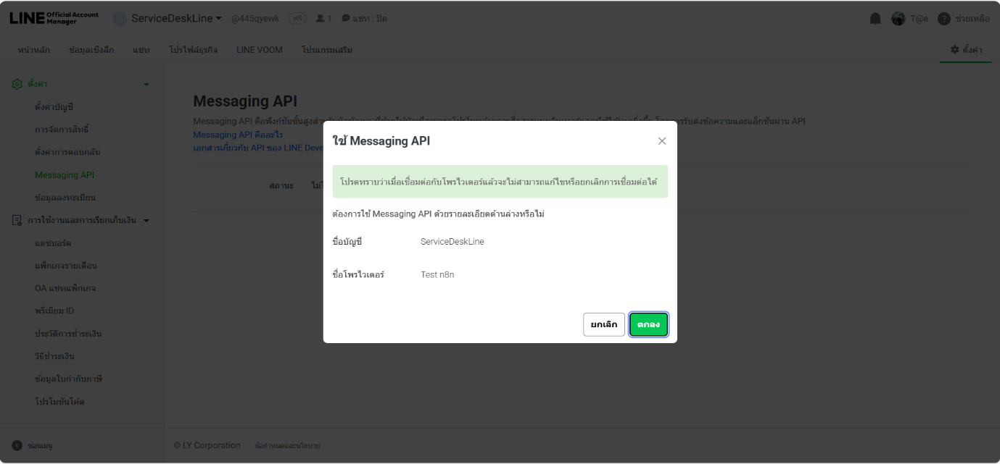 LINE Official Account Manager
ServiceDeskLine
@445qyewk
ฟรี
1
แชท : ปิด
T@e
ช่วยเหลือ
หน้าหลัก
ข้อมูลเชิงลึก
แชท
โปรไฟล์ธุรกิจ
LINE VOOM
โปรแกรมเสริม
ตั้งค่า
ตั้งค่า
ตั้งค่าบัญชี
การจัดการสิทธิ์
ตั้งค่าการตอบกลับ
Messaging API
ข้อมูลลงทะเบียน
การใช้งานและการเรียกเก็บเงิน
แดชบอร์ด
แพ็กเกจรายเดือน
OA แชทแพ็กเกจ
พรีเมียม ID
ประวัติการชำระเงิน
วิธีชำระเงิน
ข้อมูลใบกำกับภาษี
โปรโมชันโค้ด
ซ่อนเมนู
Messaging API
Messaging API คือฟังก์ชันขั้นสูง รับส่งข้อความและแอ็กชันผ่าน API
Messaging API คืออะไร
เอกสารเกี่ยวกับ API ของ LINE Deve
สถานะ
ใช้ Messaging API
โปรดทราบว่าเมื่อเชื่อมต่อกับโพรไวเดอร์แล้วจะไม่สามารถแก้ไขหรือยกเลิกการเชื่อมต่อได้
ต้องการใช้ Messaging API ด้วยรายละเอียดด้านล่างหรือไม่
ชื่อบัญชี ServiceDeskLine
ชื่อโพรไวเดอร์ Test n8n
ยกเลิก
ตกลง
© LY Corporation
ข้อกำหนดและนโยบาย